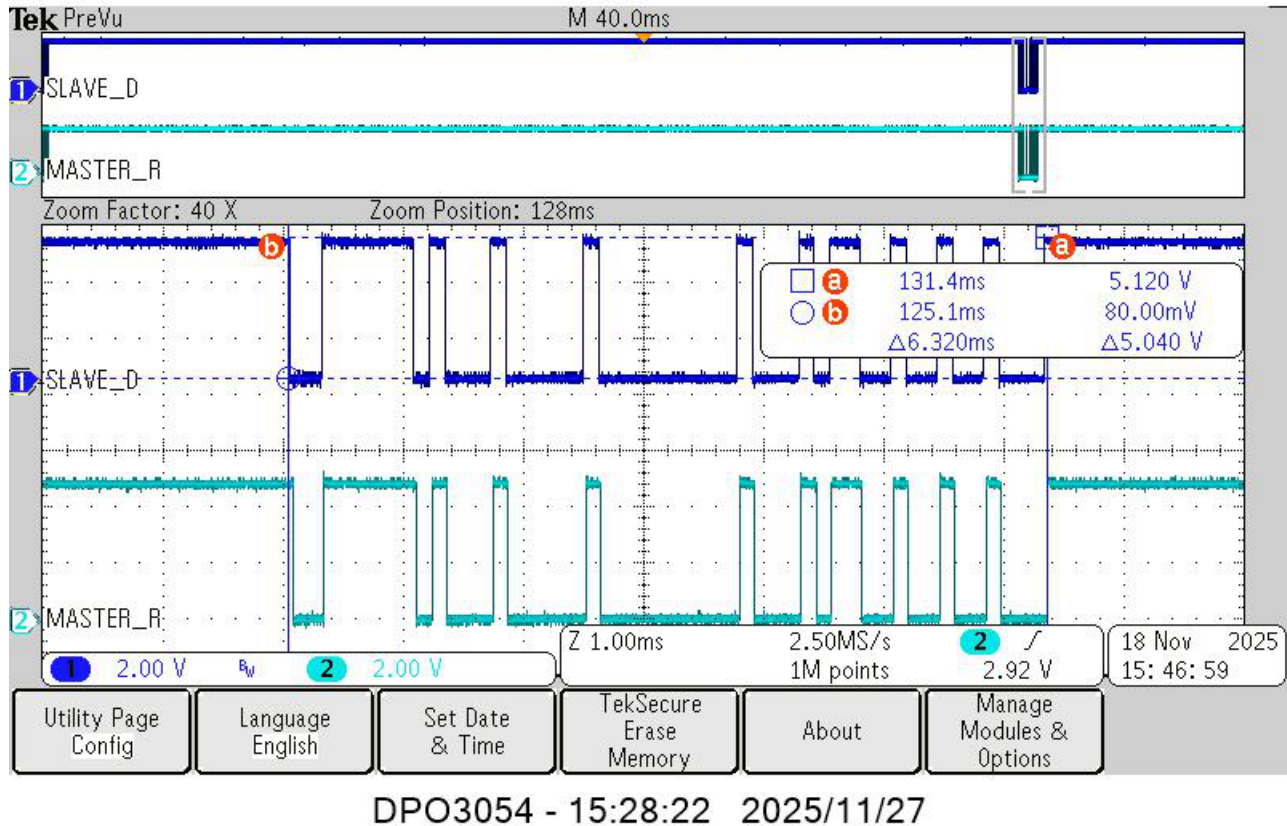 Tek PreVu M 40.0ms
1 SLAVE_D
2 MASTER_R
Zoom Factor: 40 X Zoom Position: 128ms
b a
a 131.4ms 5.120 V
b 125.1ms 80.00mV
Δ6.320ms Δ5.040 V
1 SLAVE_D
2 MASTER_R
1 2.00 V BW 2 2.00 V
Z 1.00ms 2.50MS/s 2 /
1M points 2.92 V
18 Nov 2025
15:46:59
Utility Page
Config
Language
English
Set Date
& Time
TekSecure
Erase
Memory
About
Manage
Modules &
Options
DPO3054 - 15:28:22 2025/11/27